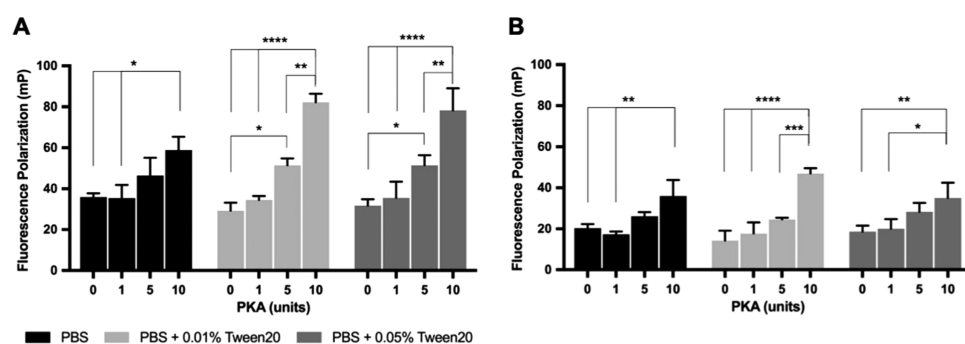 A
Fluorescence Polarization (mP)
100
80
60
40
20
0
* **** ****
** **
* *
0 1 5 10 0 1 5 10 0 1 5 10
PKA (units)
PBS PBS + 0.01% Tween20 PBS + 0.05% Tween20
B
Fluorescence Polarization (mP)
100
80
60
40
20
0
** **** **
*** *
0 1 5 10 0 1 5 10 0 1 5 10
PKA (units)